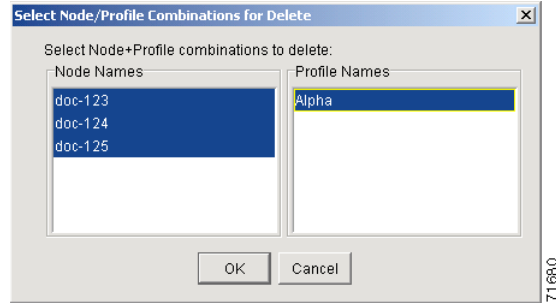 Select Node/Profile Combinations for Delete
Select Node+Profile combinations to delete:
Node Names
doc-123
doc-124
doc-125
Profile Names
Alpha
OK
Cancel
71680